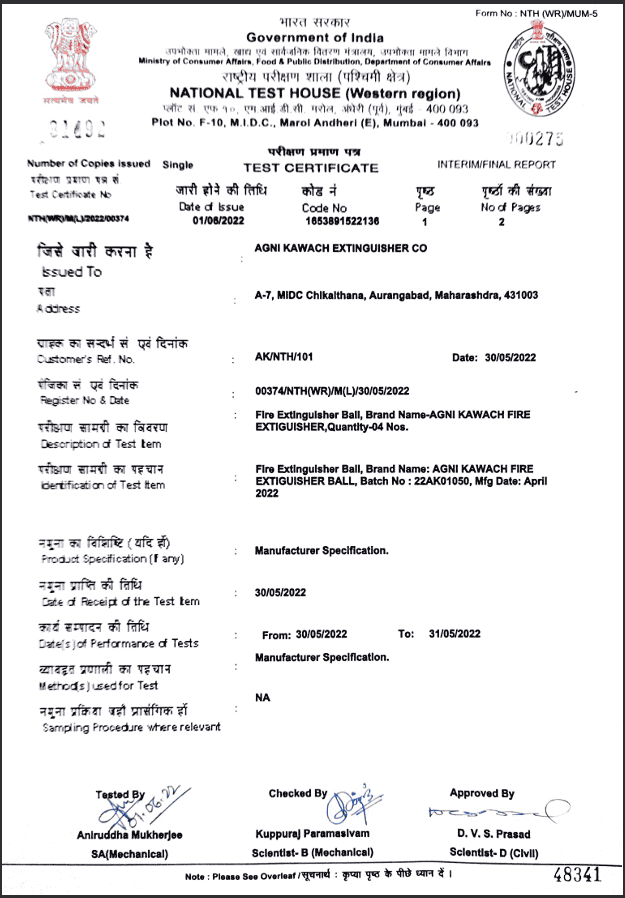 Form No : NTH (WR)/MUM-5
भारत सरकार
Government of India
उपभोक्ता मामले, खाद्य एवं सार्वजनिक वितरण मंत्रालय, उपभोक्ता मामले विभाग
Ministry of Consumer Affairs, Food & Public Distribution, Department of Consumer Affairs
राष्ट्रीय परीक्षण शाला (पश्चिमी क्षेत्र)
NATIONAL TEST HOUSE (Western region)
प्लॉट सं एफ १०, एम.आई.डी.सी. मरोल, अंधेरी (पूर्व), मुंबई - 400 093
Plot No. F-10, M.I.D.C., Marol Andheri (E), Mumbai - 400 093
सत्यमेव जयते
NATIONAL TEST HOUSE
000275
परीक्षण प्रमाण पत्र
Number of Copies issued Single TEST CERTIFICATE INTERIM/FINAL REPORT
परीक्षण प्रमाण पत्र सं जारी होने की तिथि कोड नं पृष्ठ पृष्ठों की संख्या
Test Certificate No Date of Issue Code No Page No of Pages
NTH(WR)/M(L)/2022/00374 01/06/2022 1653891522136 1 2
जिसे जारी करना है : AGNI KAWACH EXTINGUISHER CO
Issued To
पता : A-7, MIDC Chikalthana, Aurangabad, Maharashdra, 431003
Address
ग्राहक का सन्दर्भ सं एवं दिनांक : AK/NTH/101 Date: 30/05/2022
Customer's Ref. No.
पंजिका सं एवं दिनांक : 00374/NTH(WR)/M(L)/30/05/2022
Register No & Date
परीक्षण सामग्री का विवरण : Fire Extinguisher Ball, Brand Name-AGNI KAWACH FIRE
EXTIGUISHER,Quantity-04 Nos.
Description of Test Item
परीक्षण सामग्री का पहचान : Fire Extinguisher Ball, Brand Name: AGNI KAWACH FIRE
Identification of Test Item EXTINGUISHER BALL, Batch No : 22AK01050, Mfg Date: April
2022
नमूना का विशिष्टि (यदि हों) : Manufacturer Specification.
Product Specification (If any)
नमूना प्राप्ति की तिथि : 30/05/2022
Date of Receipt of the Test Item
कार्य सम्पादन की तिथि : From: 30/05/2022 To: 31/05/2022
Date(s) of Performance of Tests
व्यावहृत प्रणाली का पहचान : Manufacturer Specification.
Method(s) used for Test
नमूना प्रक्रिया जहाँ प्रासंगिक हों : NA
Sampling Procedure where relevant
Tested By Checked By Approved By
01.06.22
Aniruddha Mukherjee Kuppuraj Paramasivam D. V. S. Prasad
SA(Mechanical) Scientist- B (Mechanical) Scientist- D (Civil)
Note : Please See Overleaf /सूचनार्थ : कृप्या पृष्ठ के पीछे ध्यान दें । 48341